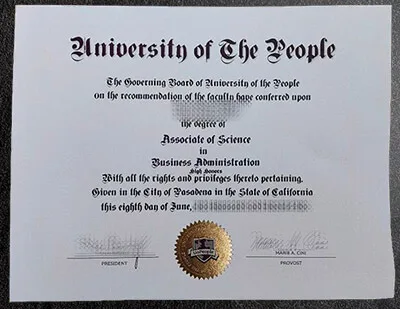 University of The People
The Governing Board of University of the People
On the recommendation of the faculty have conferred upon
the degree of
Associate of Science
in
Business Administration
High Honors
With all the rights and privileges thereto pertaining.
Given in the City of Pasadena in the State of California
this eighth day of June,
PRESIDENT
MARIE A. CINI
PROVOST